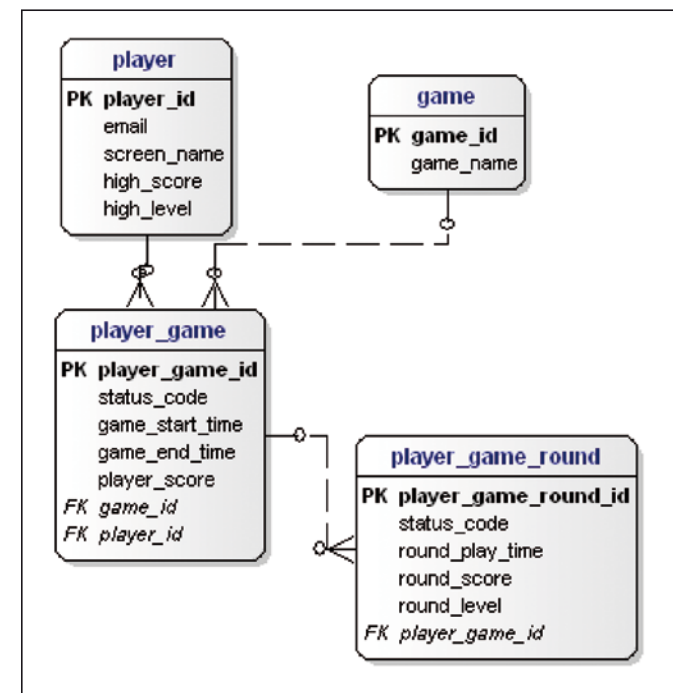 player
PK player_id
email
screen_name
high_score
high_level
game
PK game_id
game_name
player_game
PK player_game_id
status_code
game_start_time
game_end_time
player_score
FK game_id
FK player_id
player_game_round
PK player_game_round_id
status_code
round_play_time
round_score
round_level
FK player_game_id